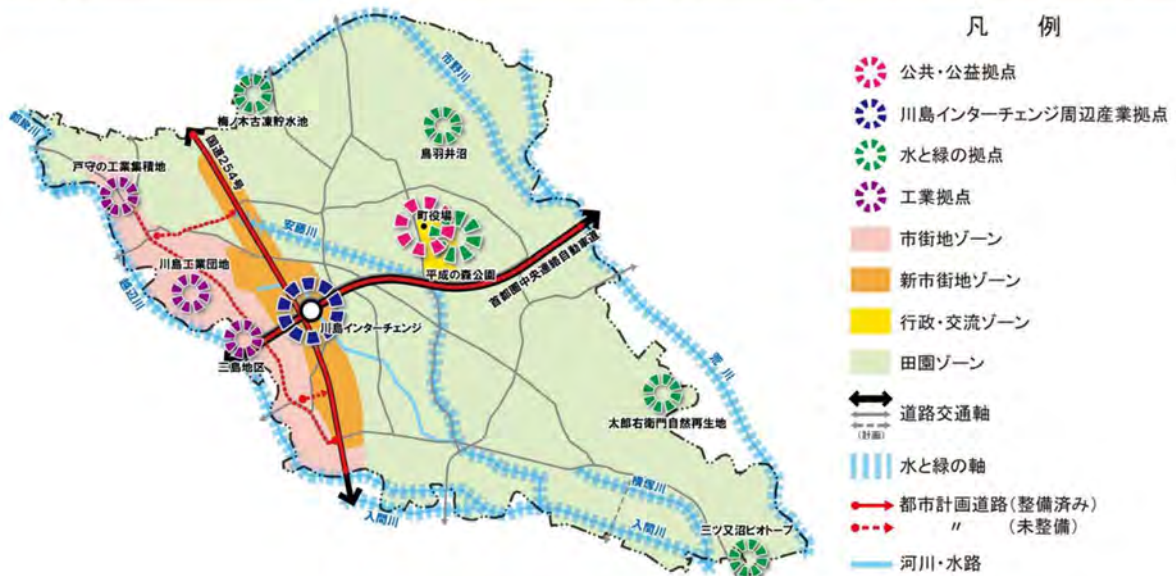 凡 例
公共・公益拠点
川島インターチェンジ周辺産業拠点
水と緑の拠点
工業拠点
市街地ゾーン
新市街地ゾーン
行政・交流ゾーン
田園ゾーン
道路交通軸
(計画)
水と緑の軸
都市計画道路(整備済み)
〃 (未整備)
河川・水路
市野川
梅ノ木古凍貯水池
都幾川
国道254号
鳥羽井沼
戸守の工業集積地
町役場
安藤川
平成の森公園
首都圏中央連絡自動車道
川島工業団地
越辺川
川島インターチェンジ
三島地区
荒川
太郎右衛門自然再生地
横塚川
入間川
入間川
三ツ又沼ビオトープ